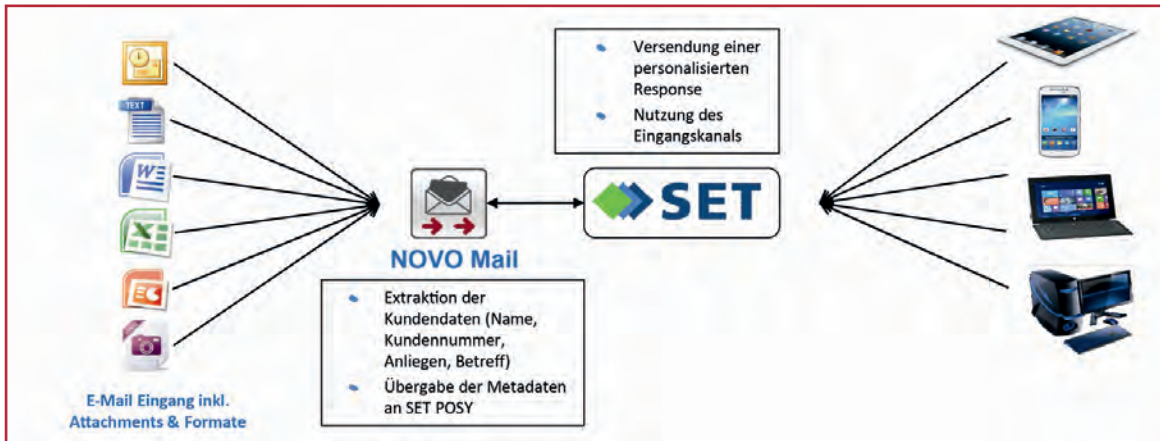 TEXT
W
X
E-Mail Eingang inkl.
Attachments & Formate
NOVO Mail
• Extraktion der
Kundendaten (Name,
Kundennummer,
Anliegen, Betreff)
• Übergabe der Metadaten
an SET POSY
• Versendung einer
personalisierten
Response
• Nutzung des
Eingangskanals
SET